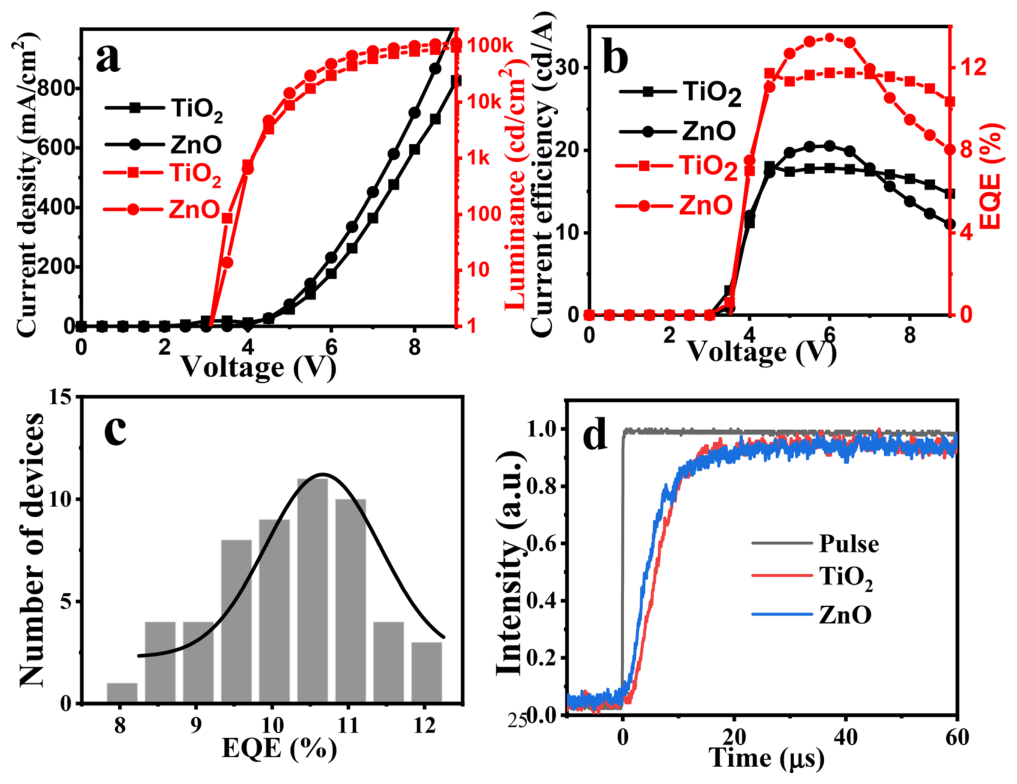 a
Current density (mA/cm²)
800
600
400
200
0
0 2 4 6 8
Voltage (V)
TiO₂
ZnO
TiO₂
ZnO
100k
10k
1k
100
10
1
Luminance (cd/cm²)
b
Current efficiency (cd/A)
30
20
10
0
0 2 4 6 8
Voltage (V)
TiO₂
ZnO
TiO₂
ZnO
12
8
4
0
EQE (%)
c
Number of devices
15
10
5
0
8 9 10 11 12
EQE (%)
d
Intensity (a.u.)
1.0
0.8
0.6
0.4
0.2
0.0
25
0 20 40 60
Time (μs)
Pulse
TiO₂
ZnO